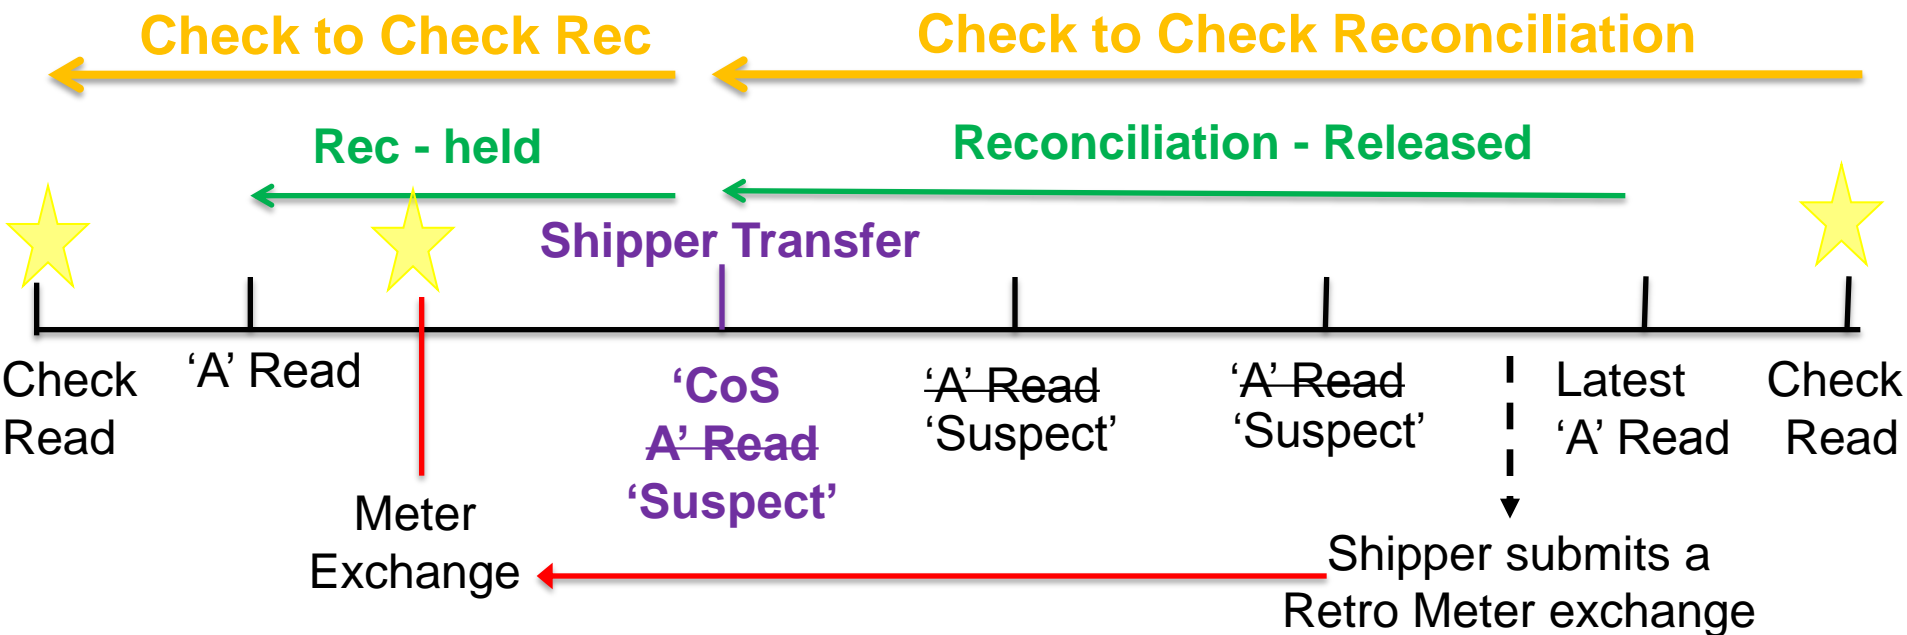 Check to Check Rec
Check to Check Reconciliation
Rec - held
Reconciliation - Released
Shipper Transfer
Check
Read
‘A’ Read
‘CoS
A’ Read
‘Suspect’
‘A’ Read
‘Suspect’
‘A’ Read
‘Suspect’
Latest
‘A’ Read
Check
Read
Meter
Exchange
Shipper submits a
Retro Meter exchange